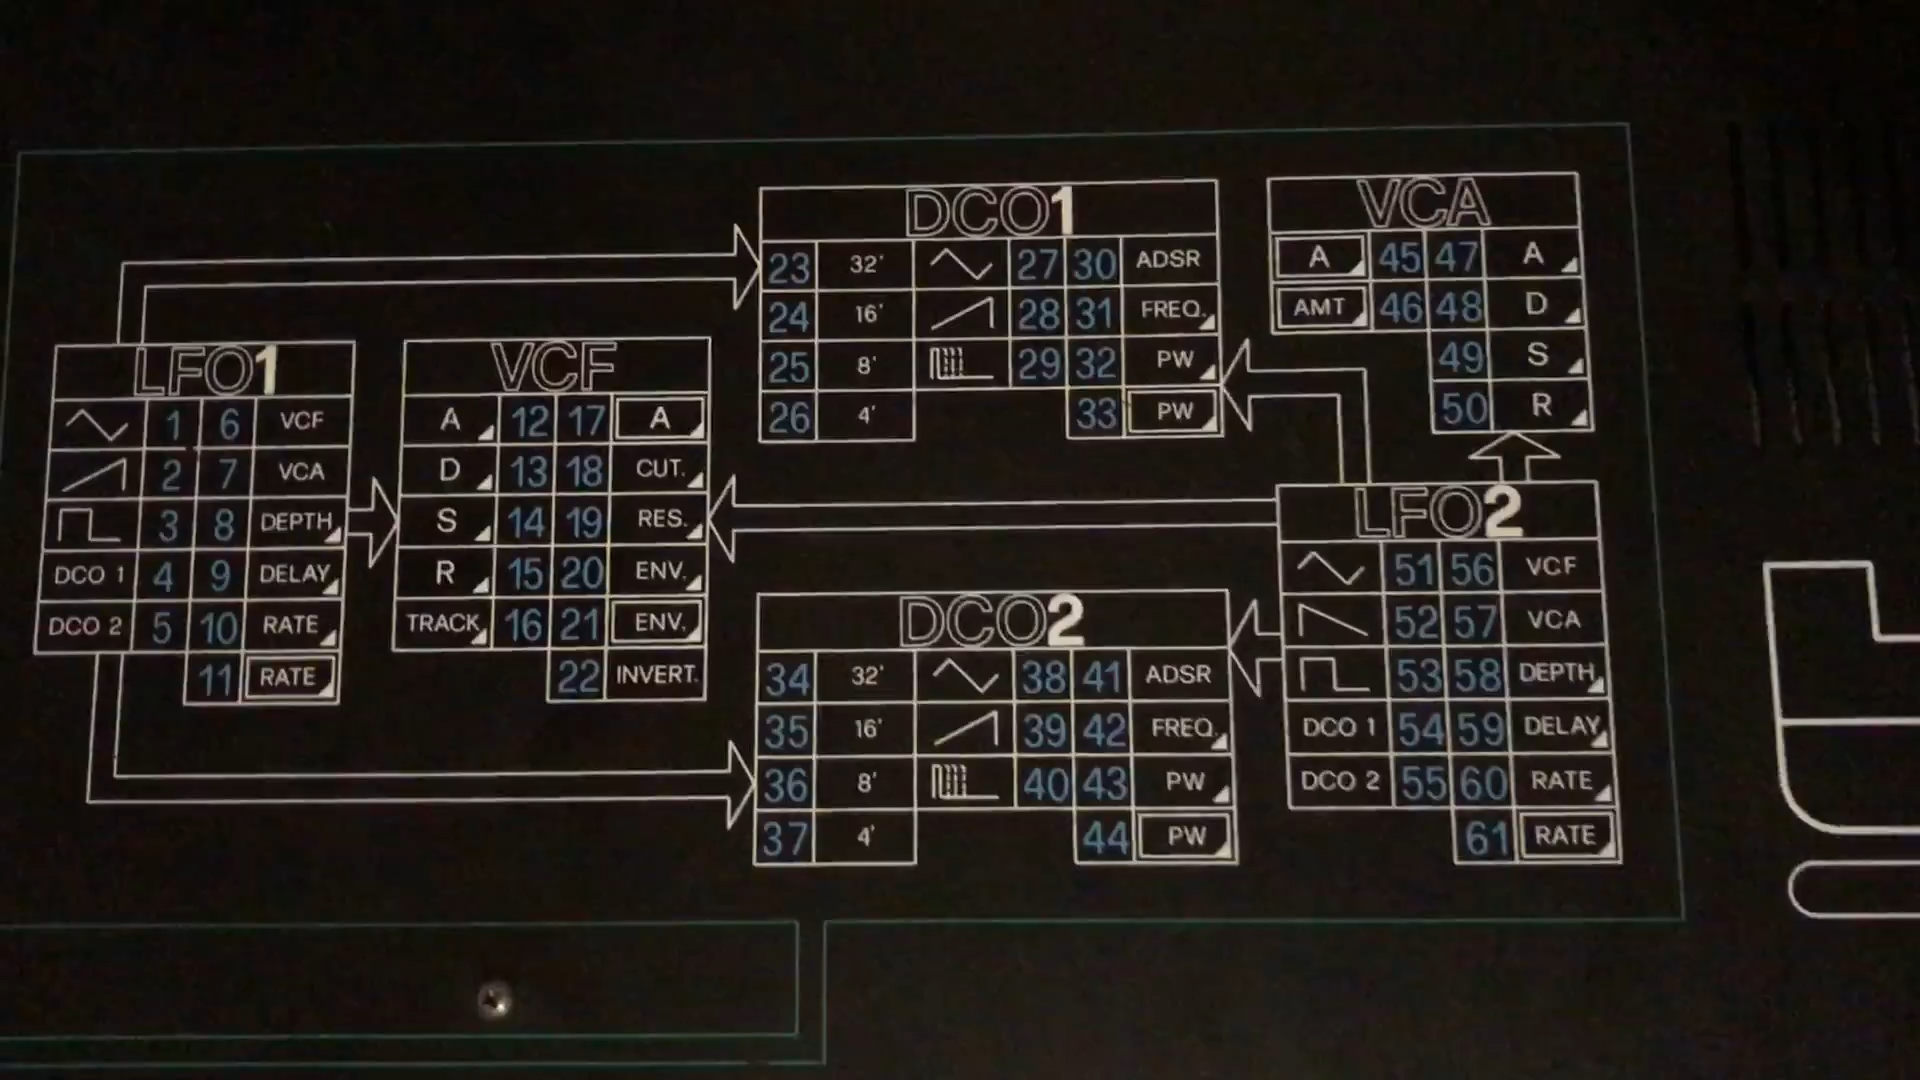 DCO1
23 32' 27 30 ADSR
24 16' 28 31 FREQ.
25 8' 29 32 PW
26 4' 33 PW
VCA
A 45 47 A
AMT 46 48 D
49 S
50 R
LFO1
1 6 VCF
2 7 VCA
3 8 DEPTH
DCO 1 4 9 DELAY
DCO 2 5 10 RATE
11 RATE
VCF
A 12 17 A
D 13 18 CUT.
S 14 19 RES.
R 15 20 ENV.
TRACK 16 21 ENV.
22 INVERT.
DCO2
34 32' 38 41 ADSR
35 16' 39 42 FREQ.
36 8' 40 43 PW
37 4' 44 PW
LFO2
51 56 VCF
52 57 VCA
53 58 DEPTH
DCO 1 54 59 DELAY
DCO 2 55 60 RATE
61 RATE